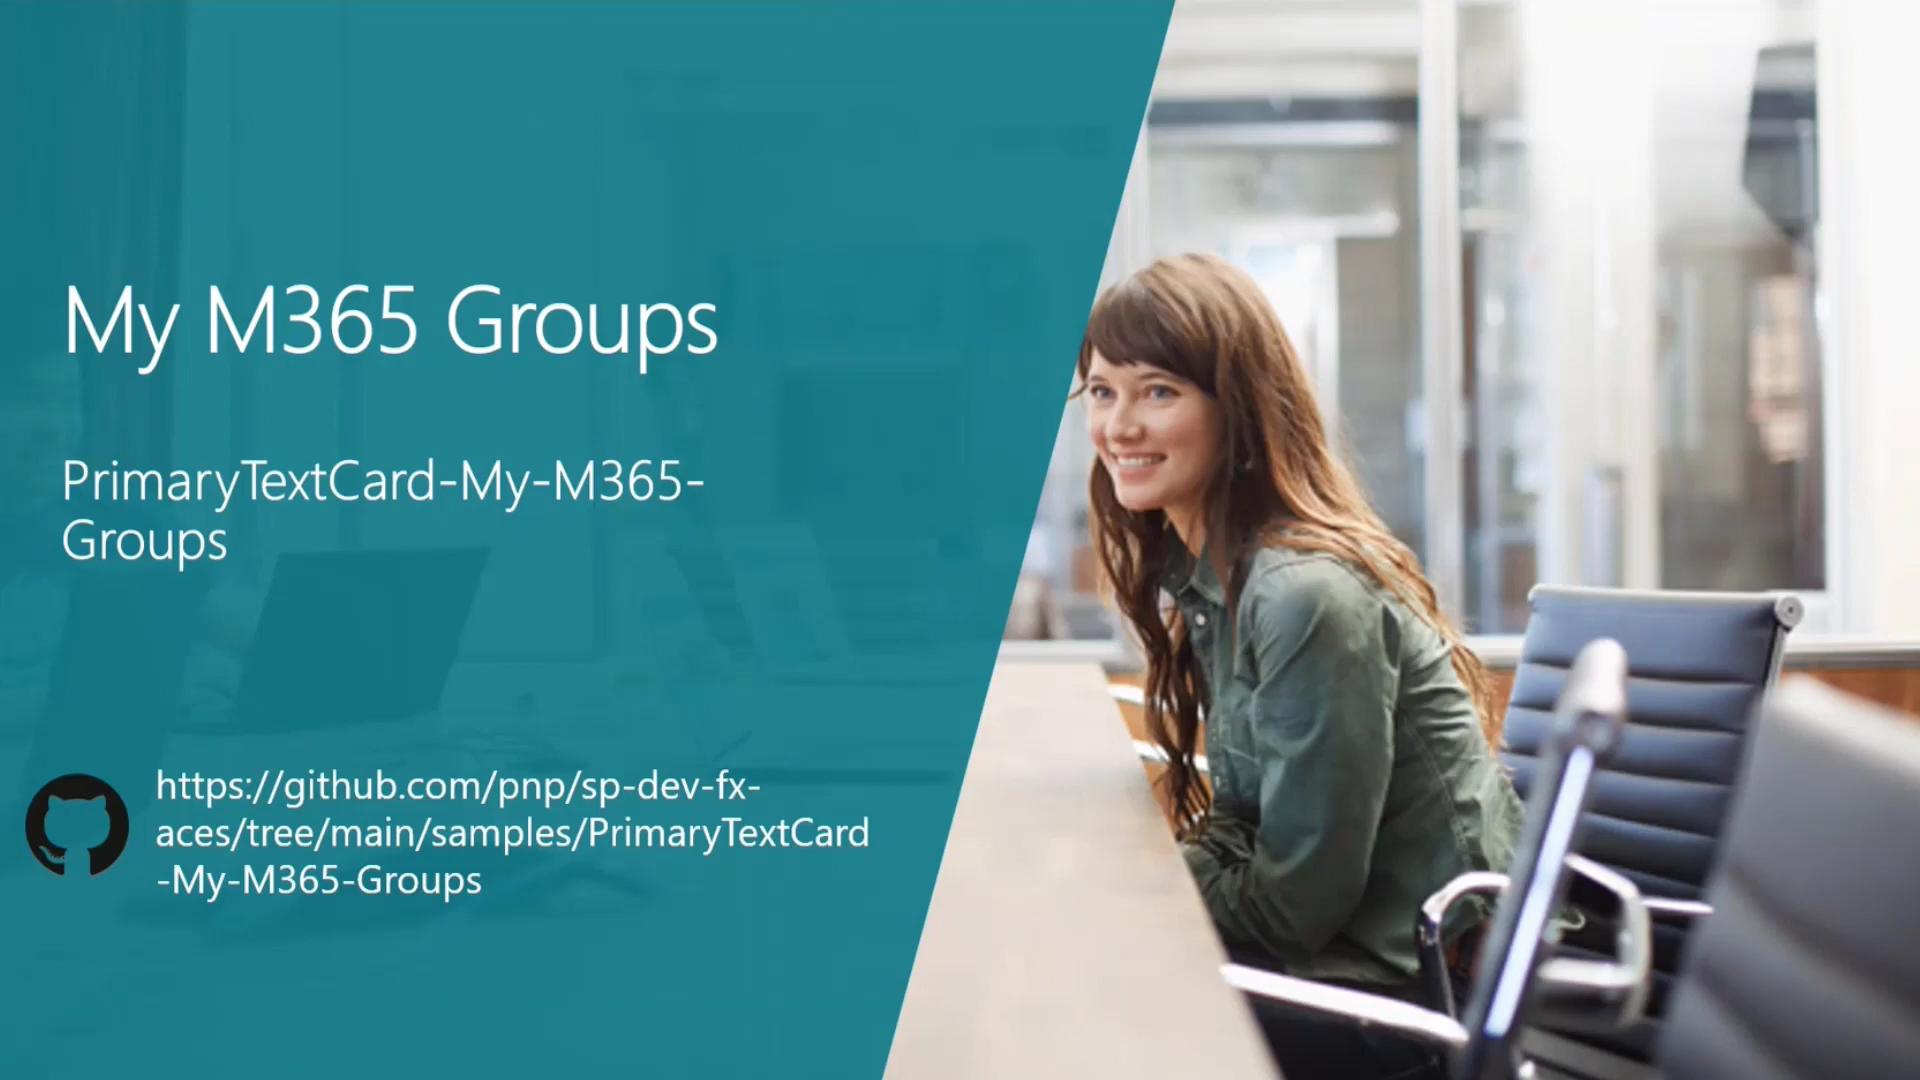 My M365 Groups
PrimaryTextCard-My-M365-
Groups
https://github.com/pnp/sp-dev-fx-
aces/tree/main/samples/PrimaryTextCard
-My-M365-Groups